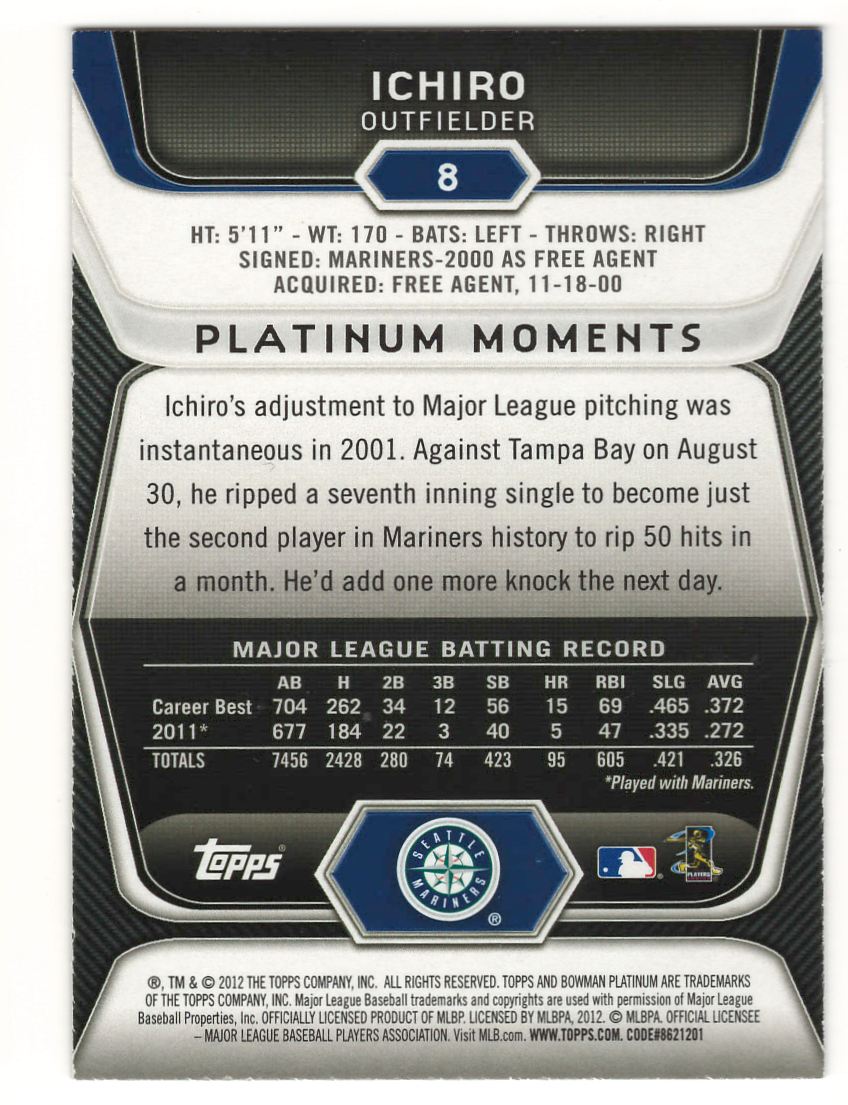 ICHIRO
OUTFIELDER
8
HT: 5'11" - WT: 170 - BATS: LEFT - THROWS: RIGHT
SIGNED: MARINERS-2000 AS FREE AGENT
ACQUIRED: FREE AGENT, 11-18-00
PLATINUM MOMENTS
Ichiro's adjustment to Major League pitching was
instantaneous in 2001. Against Tampa Bay on August
30, he ripped a seventh inning single to become just
the second player in Mariners history to rip 50 hits in
a month. He'd add one more knock the next day.
MAJOR LEAGUE BATTING RECORD
AB H 2B 3B SB HR RBI SLG AVG
Career Best 704 262 34 12 56 15 69 .465 .372
2011* 677 184 22 3 40 5 47 .335 .272
TOTALS 7456 2428 280 74 423 95 605 .421 .326
*Played with Mariners.
Topps®
SEATTLE MARINERS ®
PLAYERS
®, TM & © 2012 THE TOPPS COMPANY, INC. ALL RIGHTS RESERVED. TOPPS AND BOWMAN PLATINUM ARE TRADEMARKS
OF THE TOPPS COMPANY, INC. Major League Baseball trademarks and copyrights are used with permission of Major League
Baseball Properties, Inc. OFFICIALLY LICENSED PRODUCT OF MLBP. LICENSED BY MLBPA, 2012. © MLBPA. OFFICIAL LICENSEE
– MAJOR LEAGUE BASEBALL PLAYERS ASSOCIATION. Visit MLB.com. WWW.TOPPS.COM. CODE#8621201